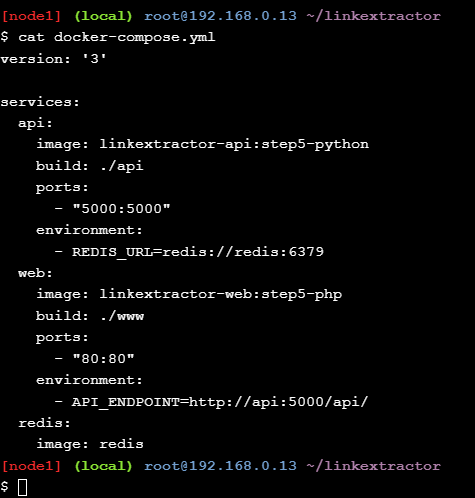 [node1] (local) root@192.168.0.13 ~/linkextractor
$ cat docker-compose.yml
version: '3'

services:
  api:
    image: linkextractor-api:step5-python
    build: ./api
    ports:
      - "5000:5000"
    environment:
      - REDIS_URL=redis://redis:6379
  web:
    image: linkextractor-web:step5-php
    build: ./www
    ports:
      - "80:80"
    environment:
      - API_ENDPOINT=http://api:5000/api/
  redis:
    image: redis
[node1] (local) root@192.168.0.13 ~/linkextractor
$